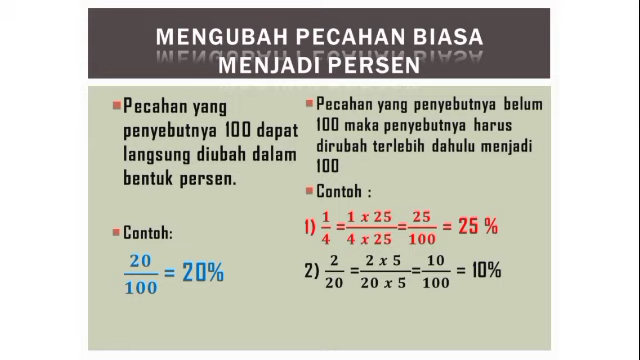 MENGUBAH PECAHAN BIASA
MENJADI PERSEN
Pecahan yang
penyebutnya 100 dapat
langsung diubah dalam
bentuk persen.
Contoh:
20/100 = 20%
Pecahan yang penyebutnya belum
100 maka penyebutnya harus
dirubah terlebih dahulu menjadi
100
Contoh :
1) 1/4 = 1 x 25/4 x 25 = 25/100 = 25 %
2) 2/20 = 2 x 5/20 x 5 = 10/100 = 10%